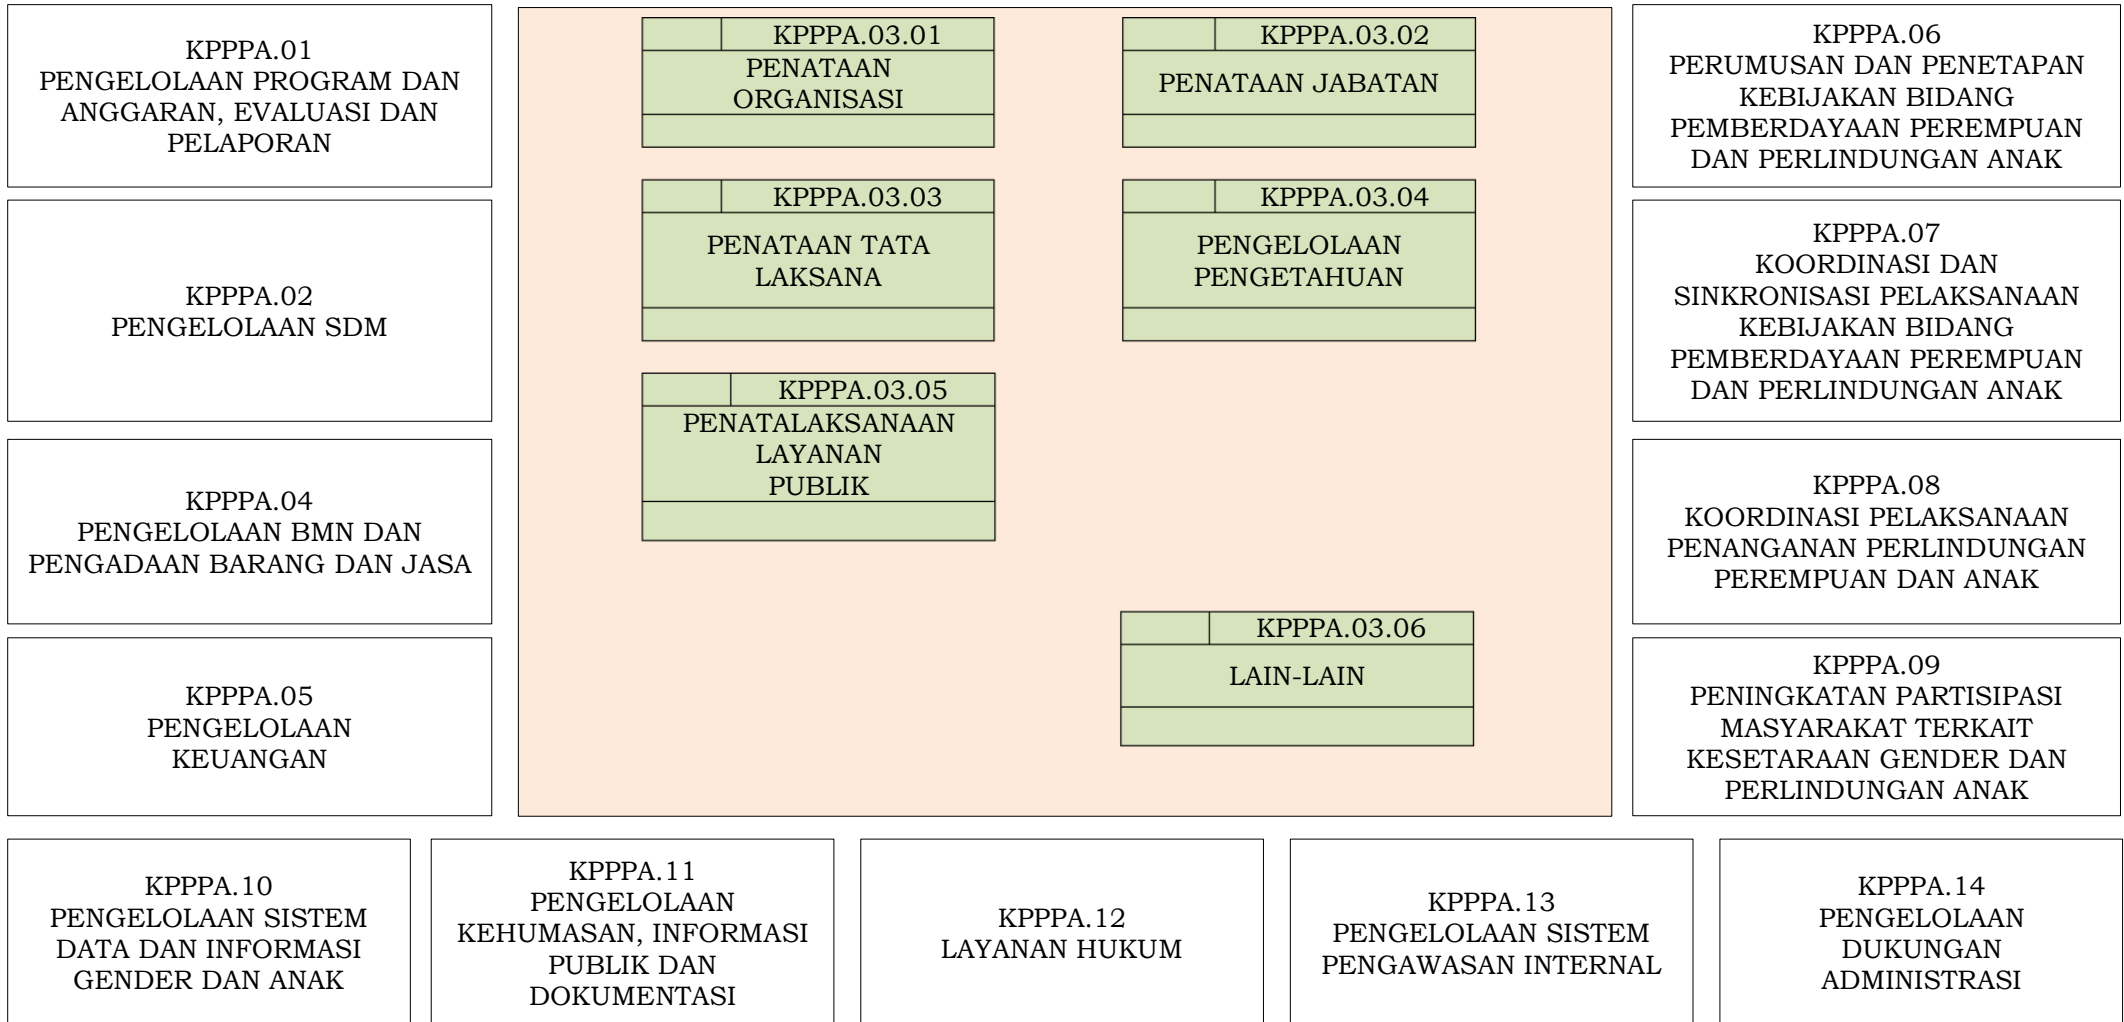 KPPPA.01
PENGELOLAAN PROGRAM DAN
ANGGARAN, EVALUASI DAN
PELAPORAN
KPPPA.02
PENGELOLAAN SDM
KPPPA.04
PENGELOLAAN BMN DAN
PENGADAAN BARANG DAN JASA
KPPPA.05
PENGELOLAAN
KEUANGAN
KPPPA.03.01
PENATAAN
ORGANISASI
KPPPA.03.02
PENATAAN JABATAN
KPPPA.03.03
PENATAAN TATA
LAKSANA
KPPPA.03.04
PENGELOLAAN
PENGETAHUAN
KPPPA.03.05
PENATALAKSANAAN
LAYANAN
PUBLIK
KPPPA.03.06
LAIN-LAIN
KPPPA.06
PERUMUSAN DAN PENETAPAN
KEBIJAKAN BIDANG
PEMBERDAYAAN PEREMPUAN
DAN PERLINDUNGAN ANAK
KPPPA.07
KOORDINASI DAN
SINKRONISASI PELAKSANAAN
KEBIJAKAN BIDANG
PEMBERDAYAAN PEREMPUAN
DAN PERLINDUNGAN ANAK
KPPPA.08
KOORDINASI PELAKSANAAN
PENANGANAN PERLINDUNGAN
PEREMPUAN DAN ANAK
KPPPA.09
PENINGKATAN PARTISIPASI
MASYARAKAT TERKAIT
KESETARAAN GENDER DAN
PERLINDUNGAN ANAK
KPPPA.10
PENGELOLAAN SISTEM
DATA DAN INFORMASI
GENDER DAN ANAK
KPPPA.11
PENGELOLAAN
KEHUMASAN, INFORMASI
PUBLIK DAN
DOKUMENTASI
KPPPA.12
LAYANAN HUKUM
KPPPA.13
PENGELOLAAN SISTEM
PENGAWASAN INTERNAL
KPPPA.14
PENGELOLAAN
DUKUNGAN
ADMINISTRASI